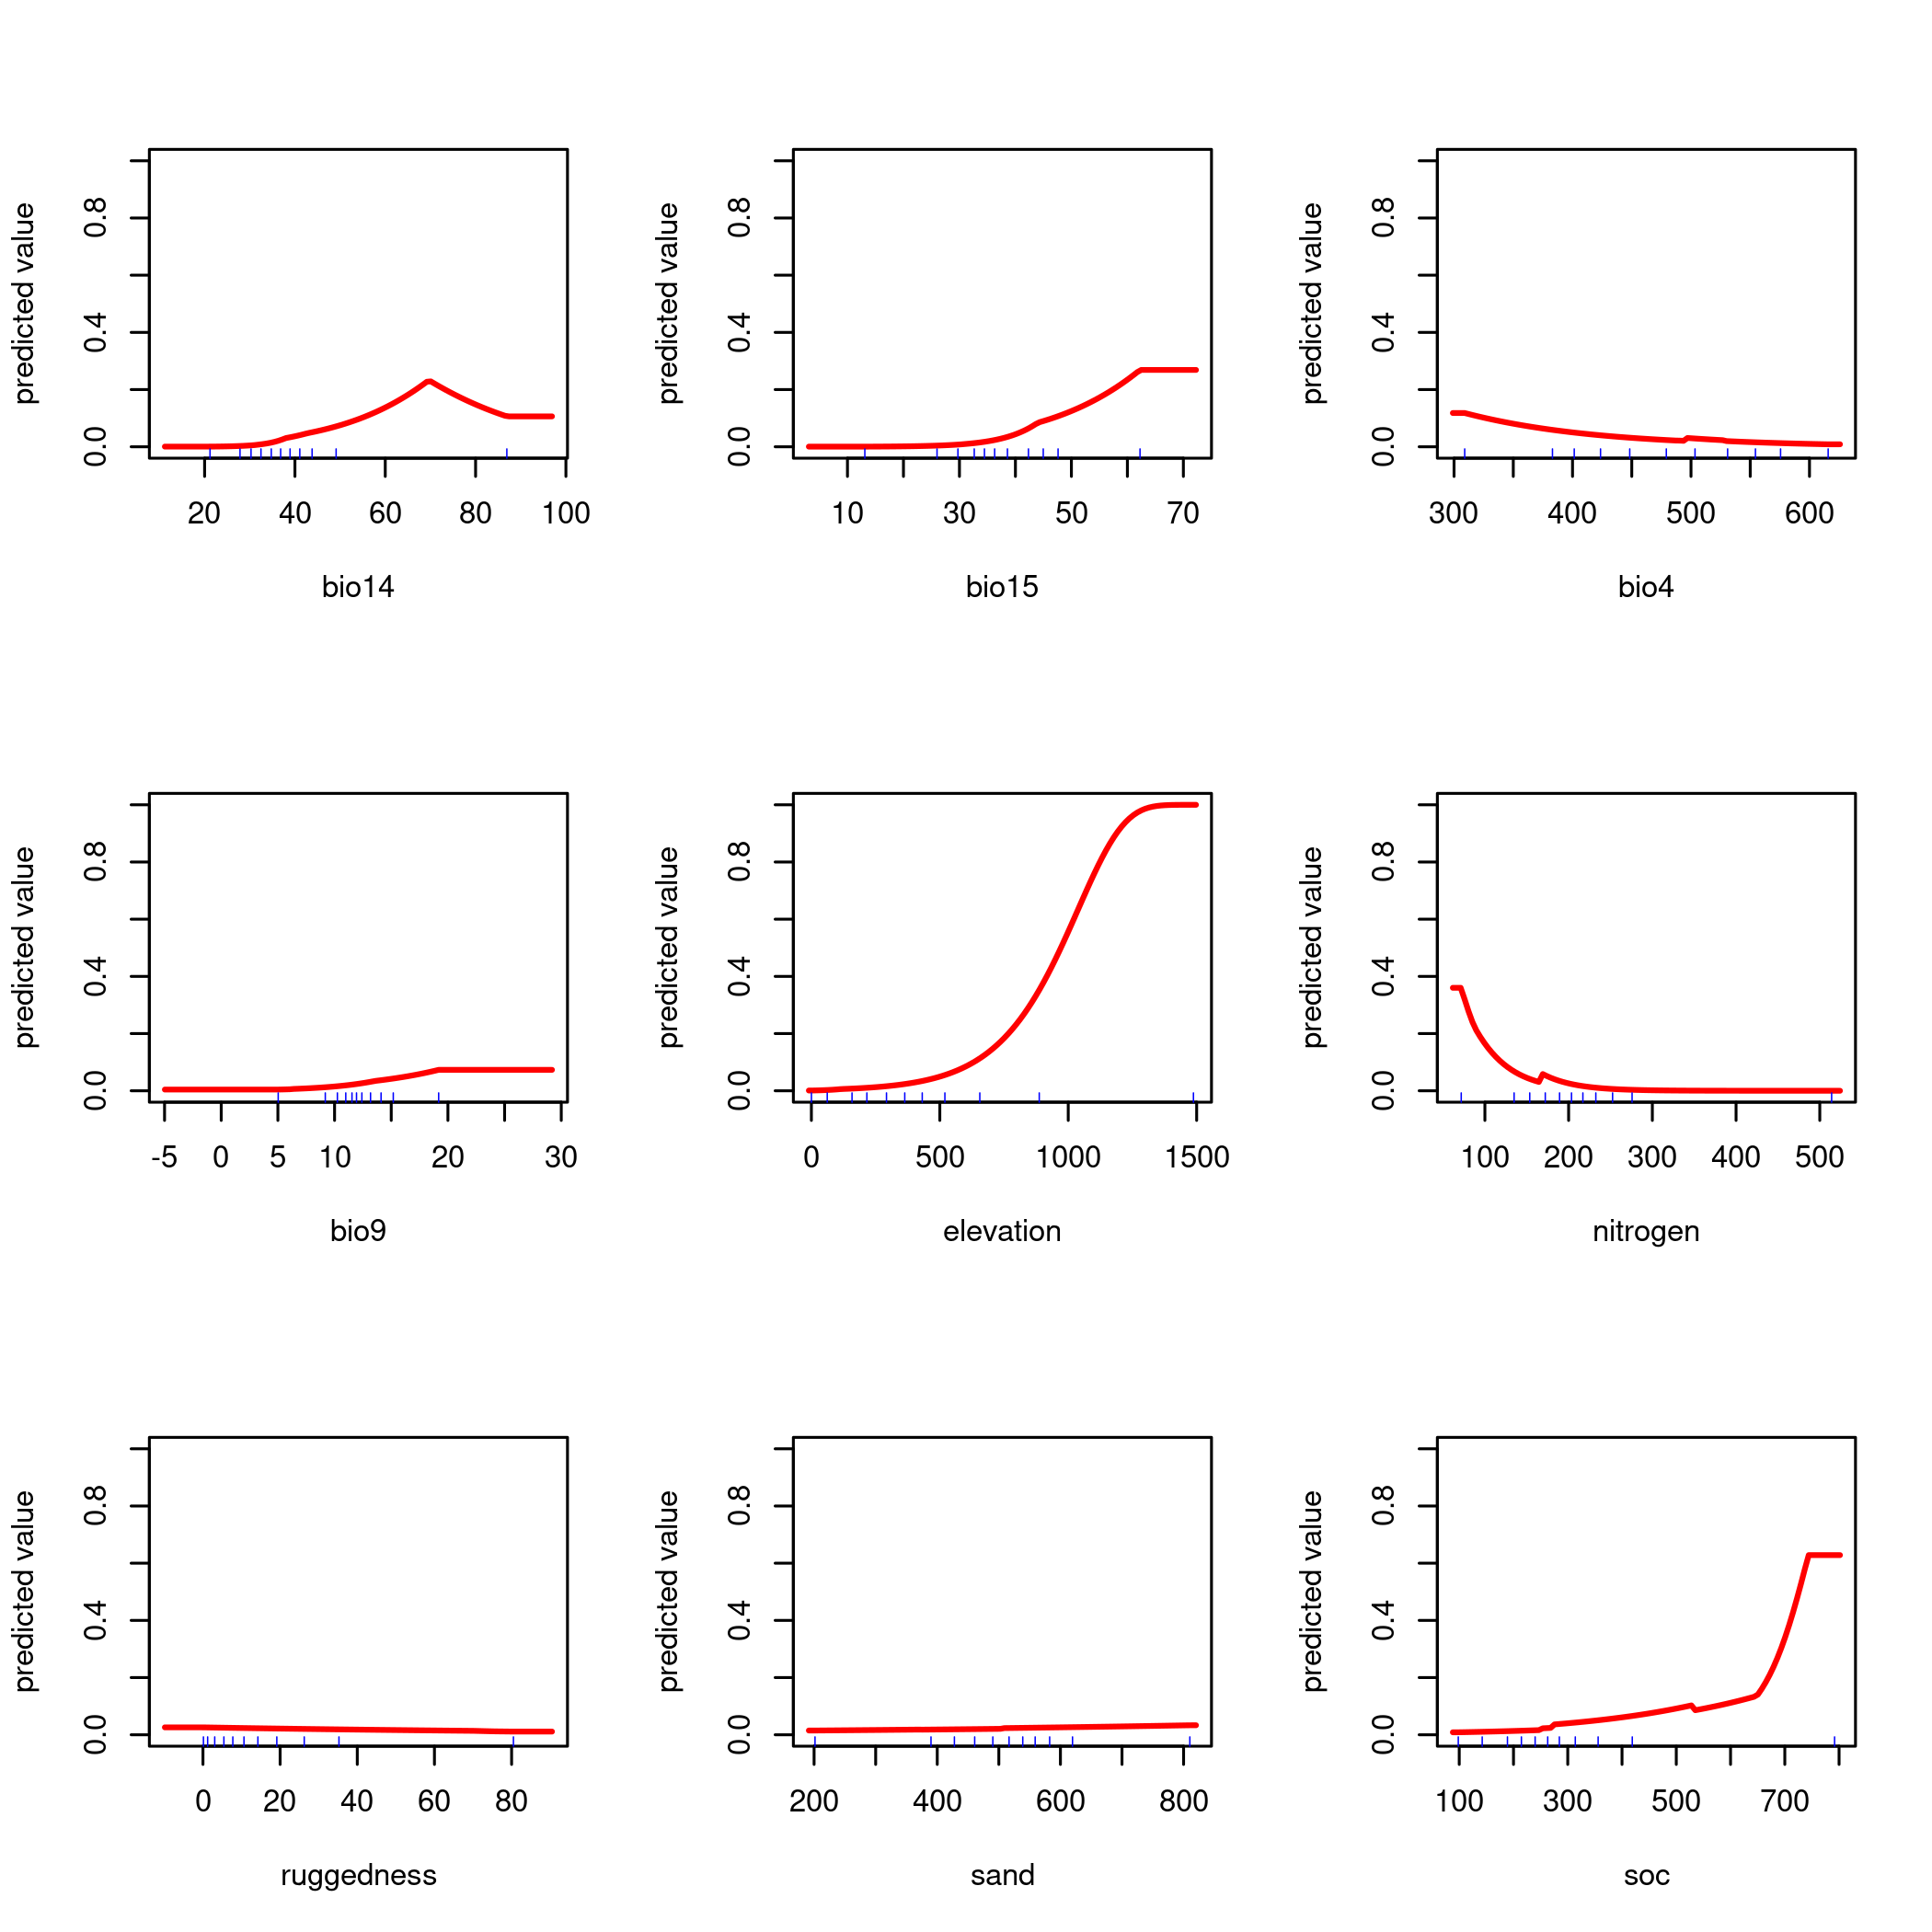 predicted value
0.0 0.4 0.8
20 40 60 80 100
bio14
predicted value
0.0 0.4 0.8
10 30 50 70
bio15
predicted value
0.0 0.4 0.8
300 400 500 600
bio4
predicted value
0.0 0.4 0.8
-5 0 5 10 20 30
bio9
predicted value
0.0 0.4 0.8
0 500 1000 1500
elevation
predicted value
0.0 0.4 0.8
100 200 300 400 500
nitrogen
predicted value
0.0 0.4 0.8
0 20 40 60 80
ruggedness
predicted value
0.0 0.4 0.8
200 400 600 800
sand
predicted value
0.0 0.4 0.8
100 300 500 700
soc